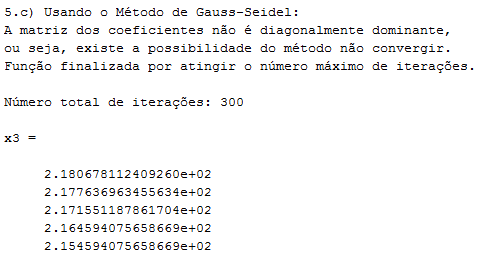 5.c) Usando o Método de Gauss-Seidel:
A matriz dos coeficientes não é diagonalmente dominante,
ou seja, existe a possibilidade do método não convergir.
Função finalizada por atingir o número máximo de iterações.
Número total de iterações: 300
x3 =
2.180678112409260e+02
2.177636963455634e+02
2.171551187861704e+02
2.164594075658669e+02
2.154594075658669e+02